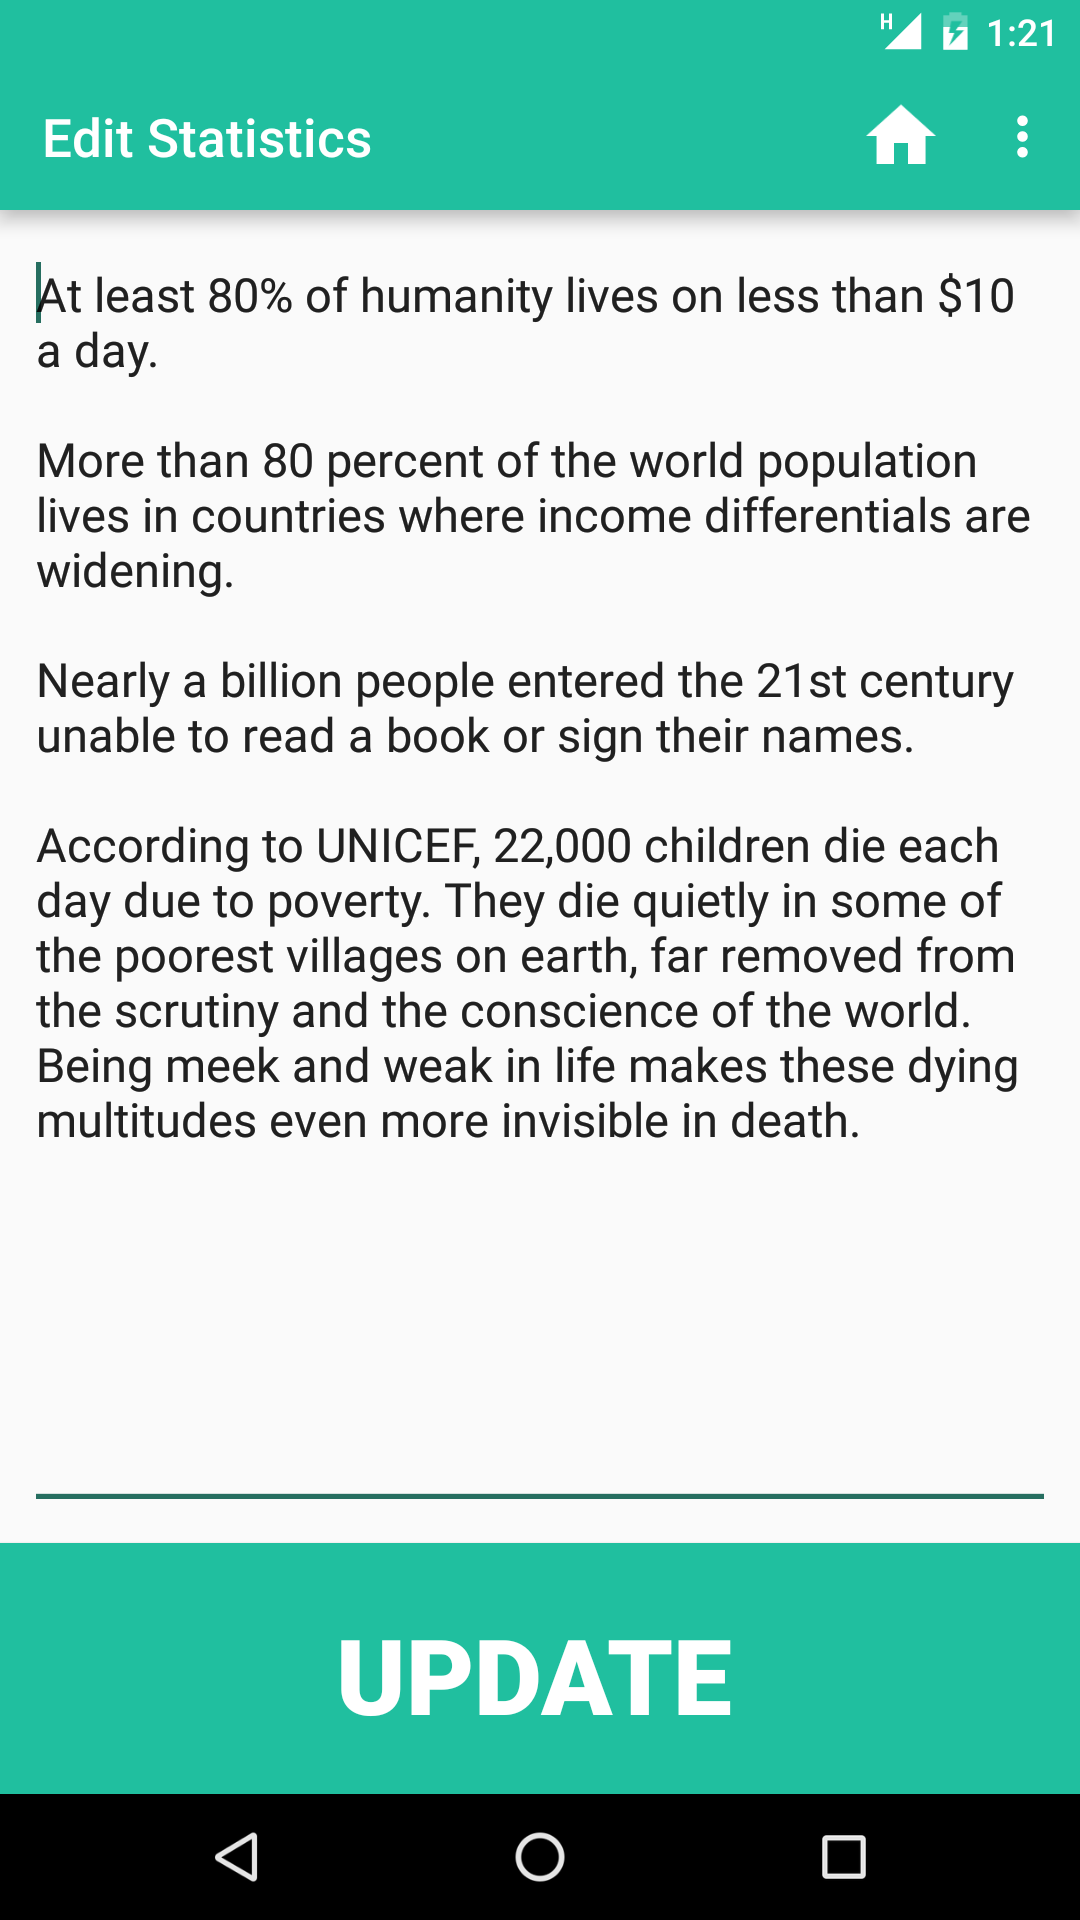 H 1:21
Edit Statistics
At least 80% of humanity lives on less than $10
a day.
More than 80 percent of the world population
lives in countries where income differentials are
widening.
Nearly a billion people entered the 21st century
unable to read a book or sign their names.
According to UNICEF, 22,000 children die each
day due to poverty. They die quietly in some of
the poorest villages on earth, far removed from
the scrutiny and the conscience of the world.
Being meek and weak in life makes these dying
multitudes even more invisible in death.
UPDATE